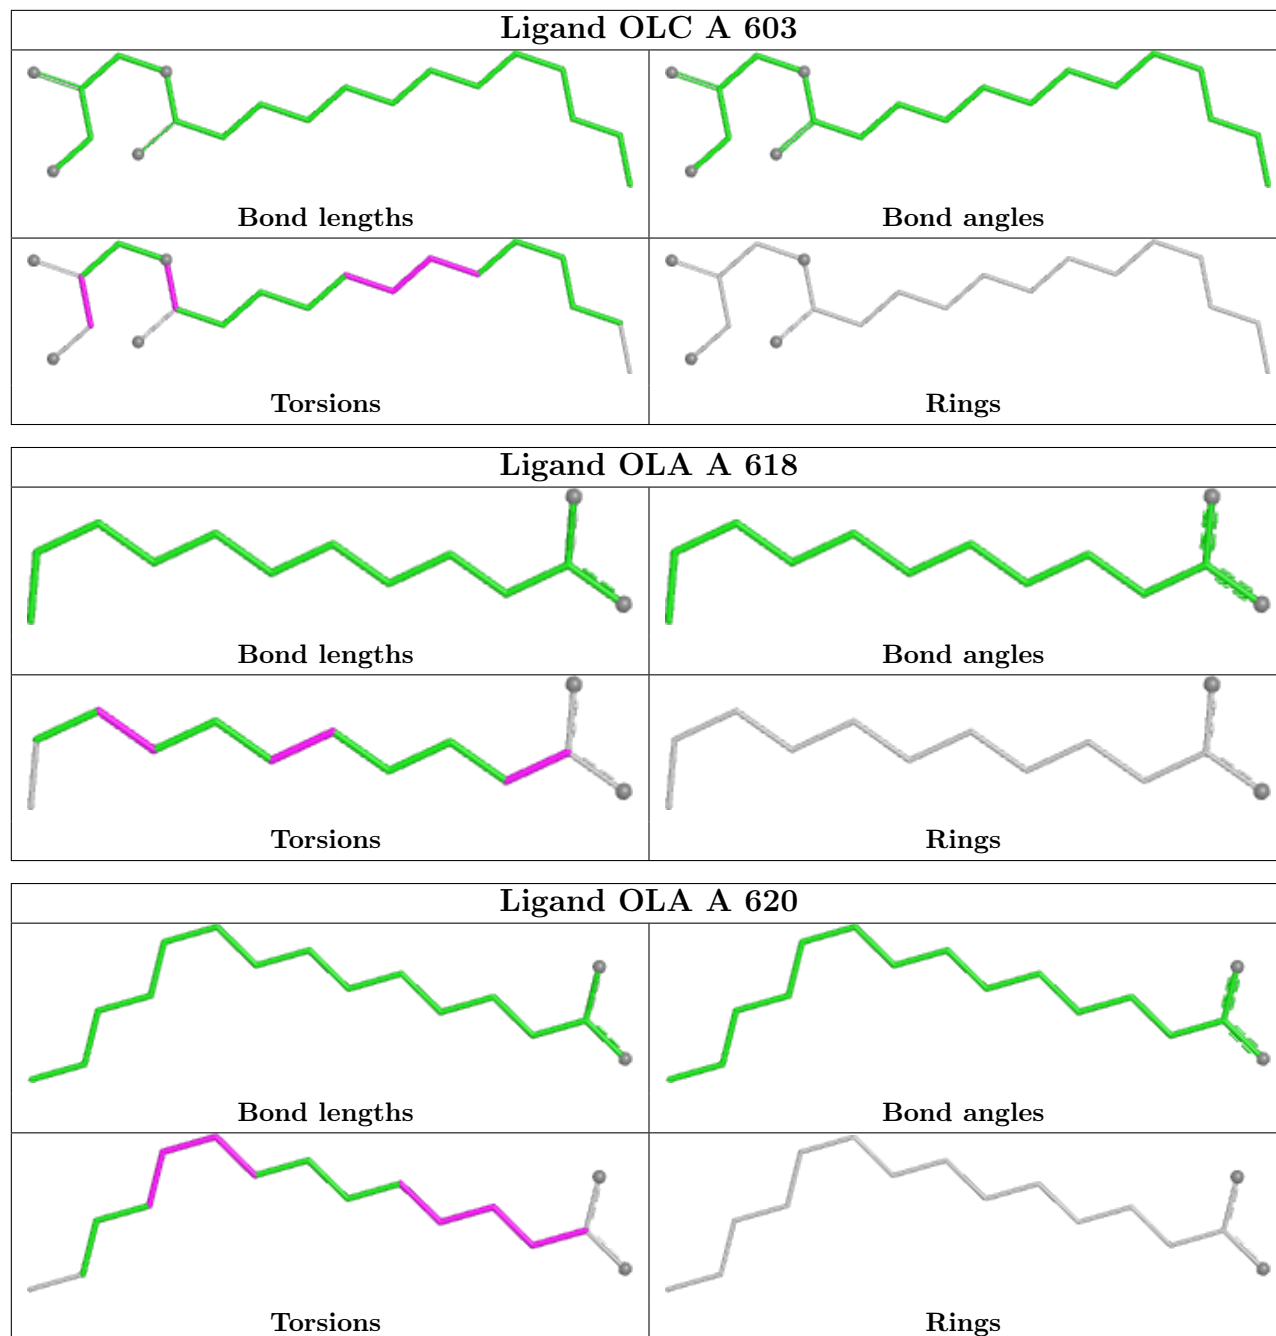 Ligand OLC A 603
Bond lengths Bond angles
Torsions Rings
Ligand OLA A 618
Bond lengths Bond angles
Torsions Rings
Ligand OLA A 620
Bond lengths Bond angles
Torsions Rings